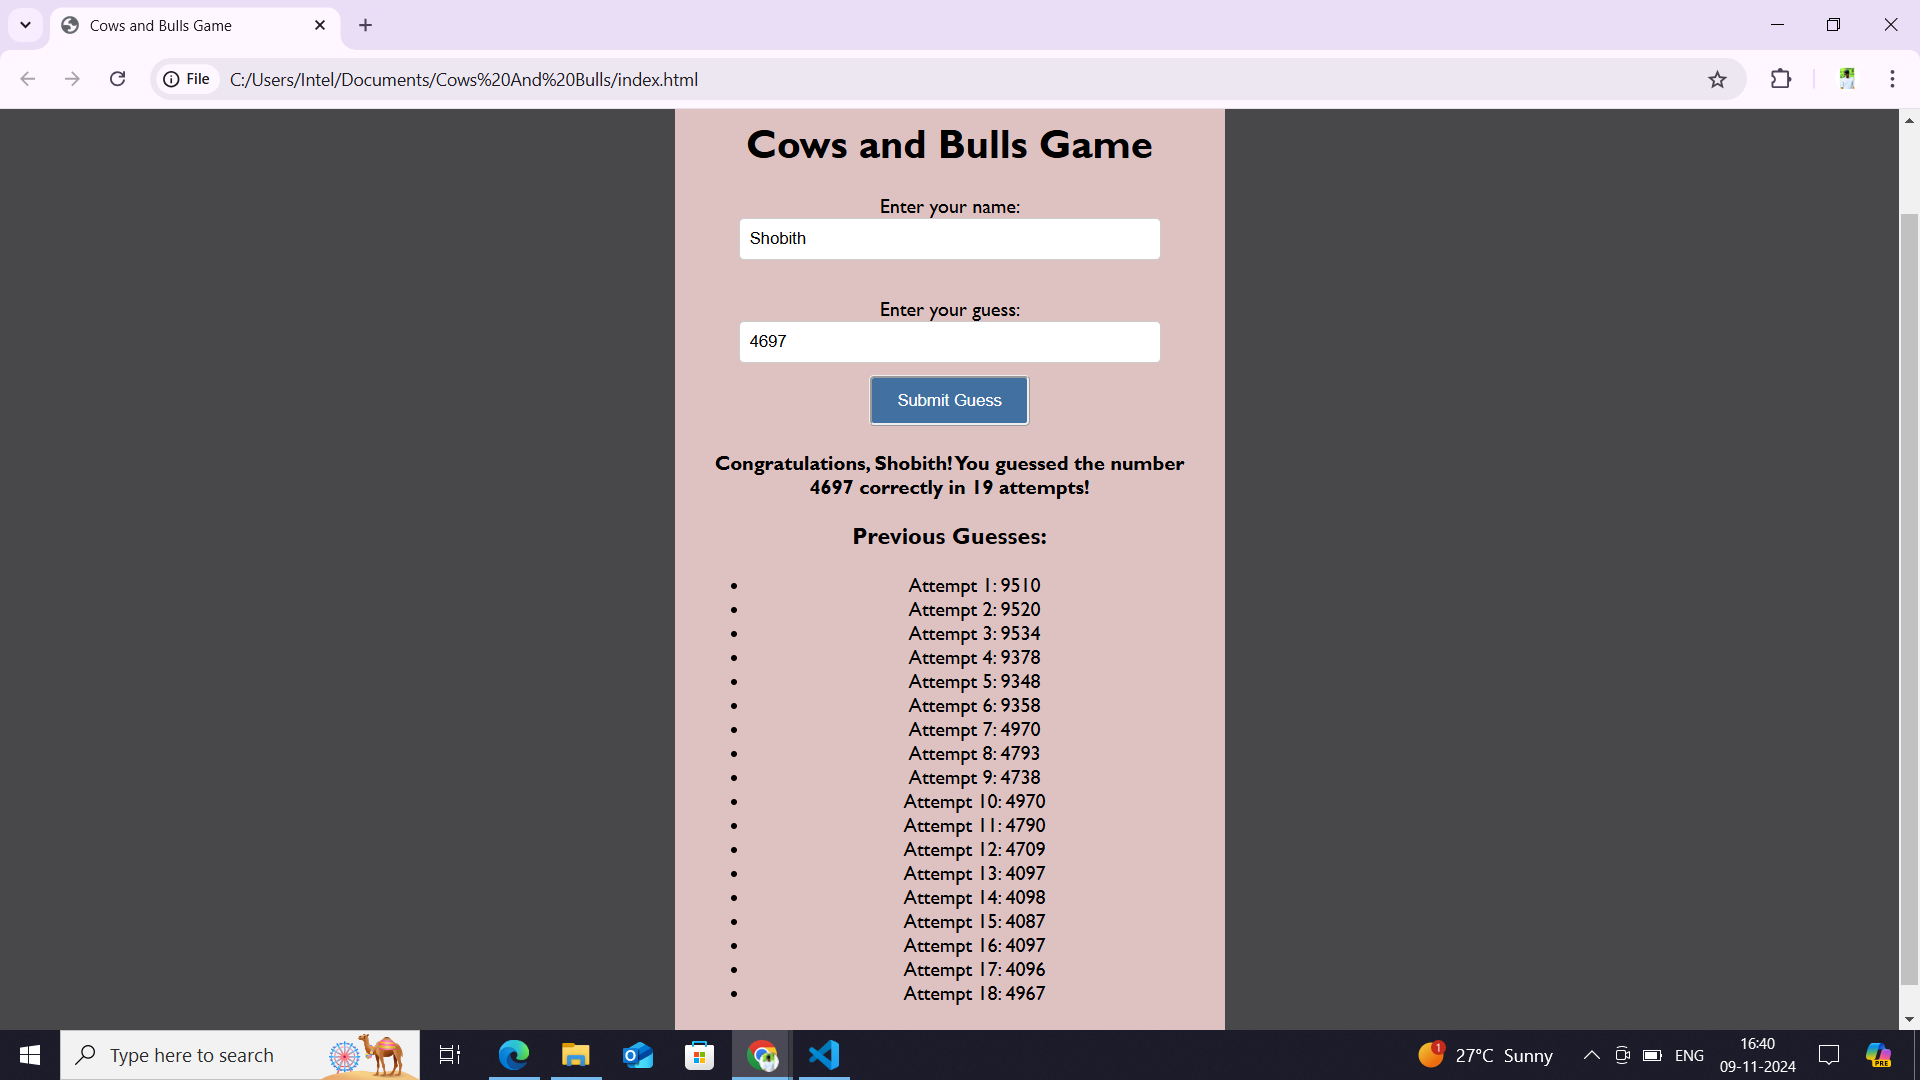 Cows and Bulls Game
File
C:/Users/Intel/Documents/Cows%20And%20Bulls/index.html
Cows and Bulls Game
Enter your name:
Shobith
Enter your guess:
4697
Submit Guess
Congratulations, Shobith! You guessed the number
4697 correctly in 19 attempts!
Previous Guesses:
• Attempt 1: 9510
• Attempt 2: 9520
• Attempt 3: 9534
• Attempt 4: 9378
• Attempt 5: 9348
• Attempt 6: 9358
• Attempt 7: 4970
• Attempt 8: 4793
• Attempt 9: 4738
• Attempt 10: 4970
• Attempt 11: 4790
• Attempt 12: 4709
• Attempt 13: 4097
• Attempt 14: 4098
• Attempt 15: 4087
• Attempt 16: 4097
• Attempt 17: 4096
• Attempt 18: 4967
Type here to search
1
27°C Sunny
ENG
16:40
09-11-2024
PRE